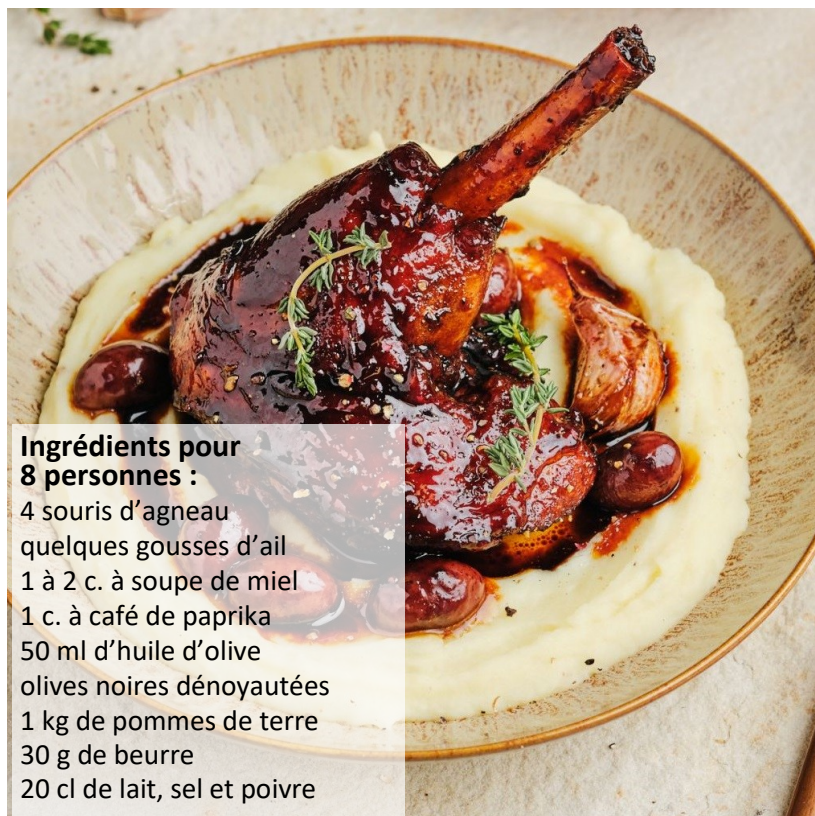 Ingrédients pour
8 personnes :
4 souris d’agneau
quelques gousses d’ail
1 à 2 c. à soupe de miel
1 c. à café de paprika
50 ml d’huile d’olive
olives noires dénoyautées
1 kg de pommes de terre
30 g de beurre
20 cl de lait, sel et poivre